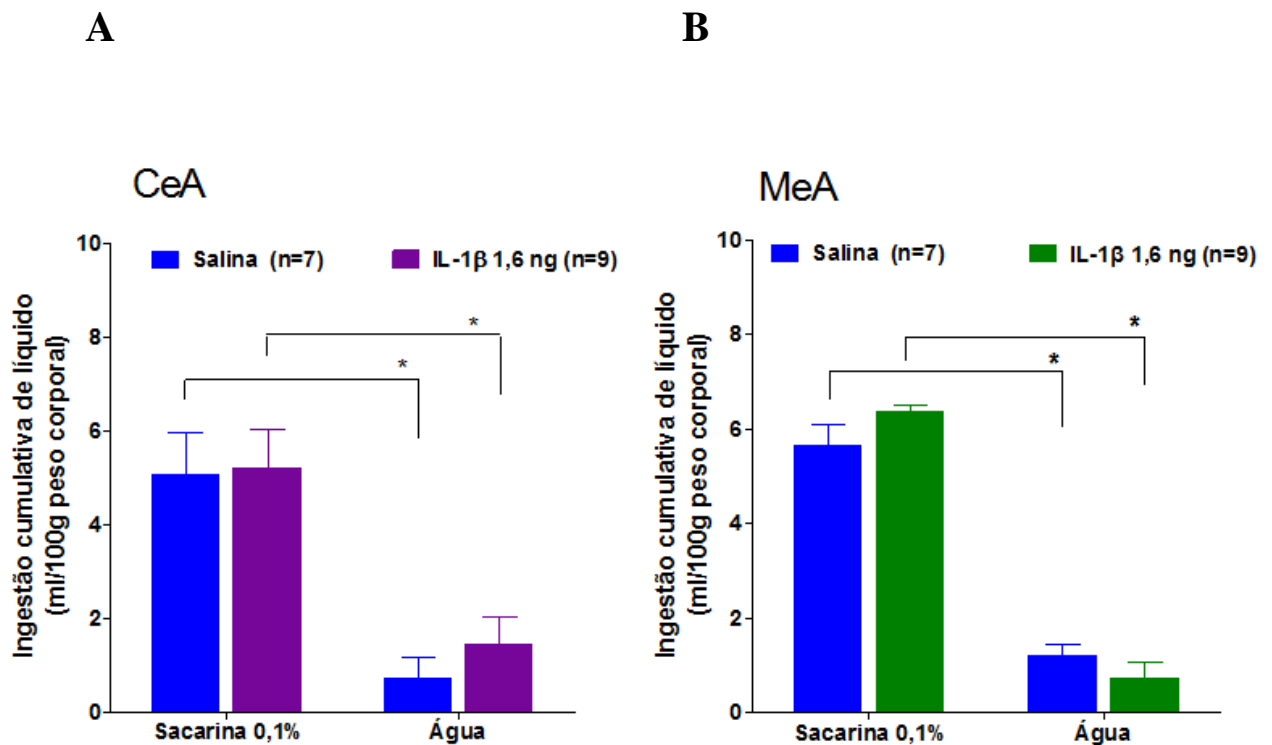 A
B
CeA
Salina (n=7)
IL-1β 1,6 ng (n=9)
Ingestão cumulativa de líquido
(ml/100g peso corporal)
10
8
6
4
2
0
*
*
Sacarina 0,1%
Água
MeA
Salina (n=7)
IL-1β 1,6 ng (n=9)
Ingestão cumulativa de líquido
(ml/100g peso corporal)
10
8
6
4
2
0
*
*
Sacarina 0,1%
Água